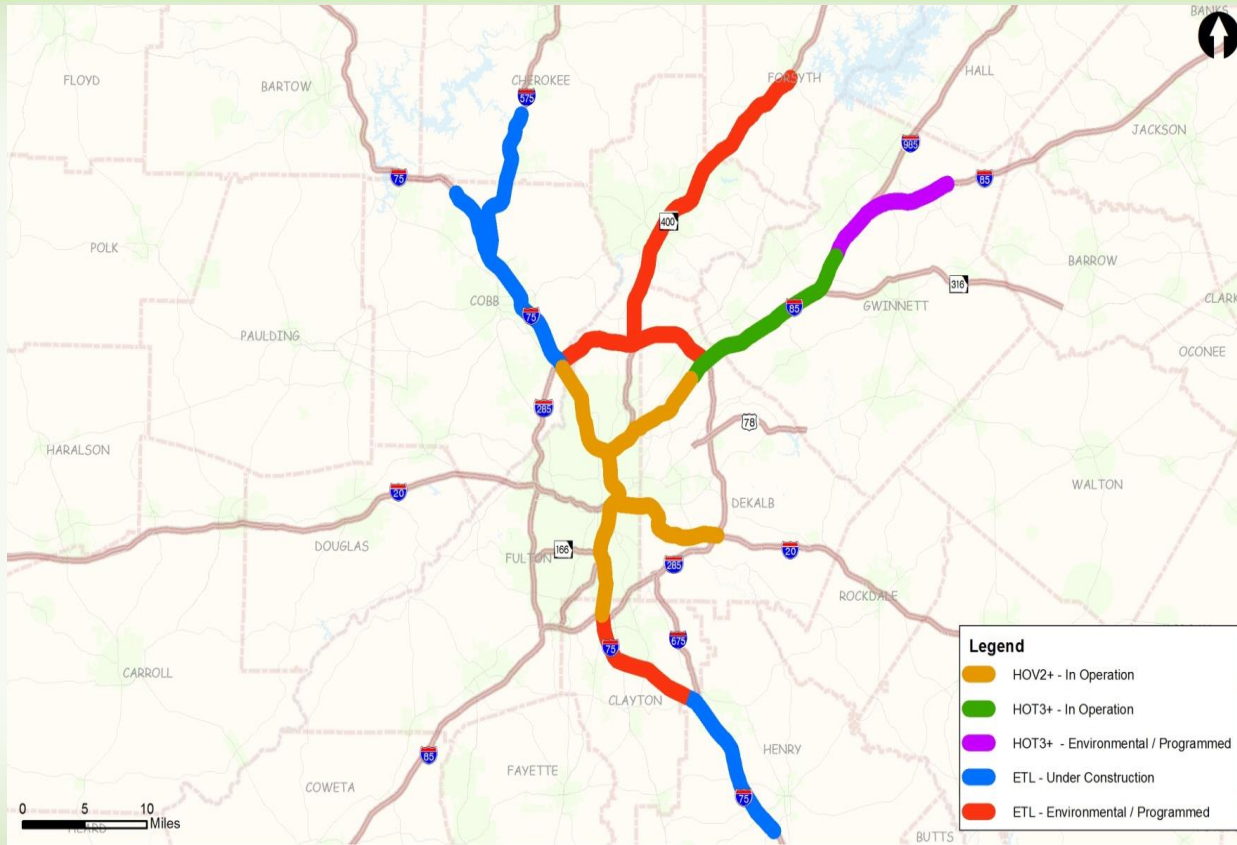 BANKS
FLOYD
BARTOW
CHEROKEE
FORSYTH
HALL
575
JACKSON
985
75
85
POLK
400
BARROW
316
CLARK
COBB
75
85
GWINNETT
PAULDING
OCONEE
285
78
HARALSON
20
WALTON
DEKALB
DOUGLAS
FULTON
166
285
20
ROCKDALE
75
675
CARROLL
CLAYTON
HENRY
85
FAYETTE
COWETA
75
BUTTS
0 5 10
Miles
HEARD
Legend
HOV2+ - In Operation
HOT3+ - In Operation
HOT3+ - Environmental / Programmed
ETL - Under Construction
ETL - Environmental / Programmed